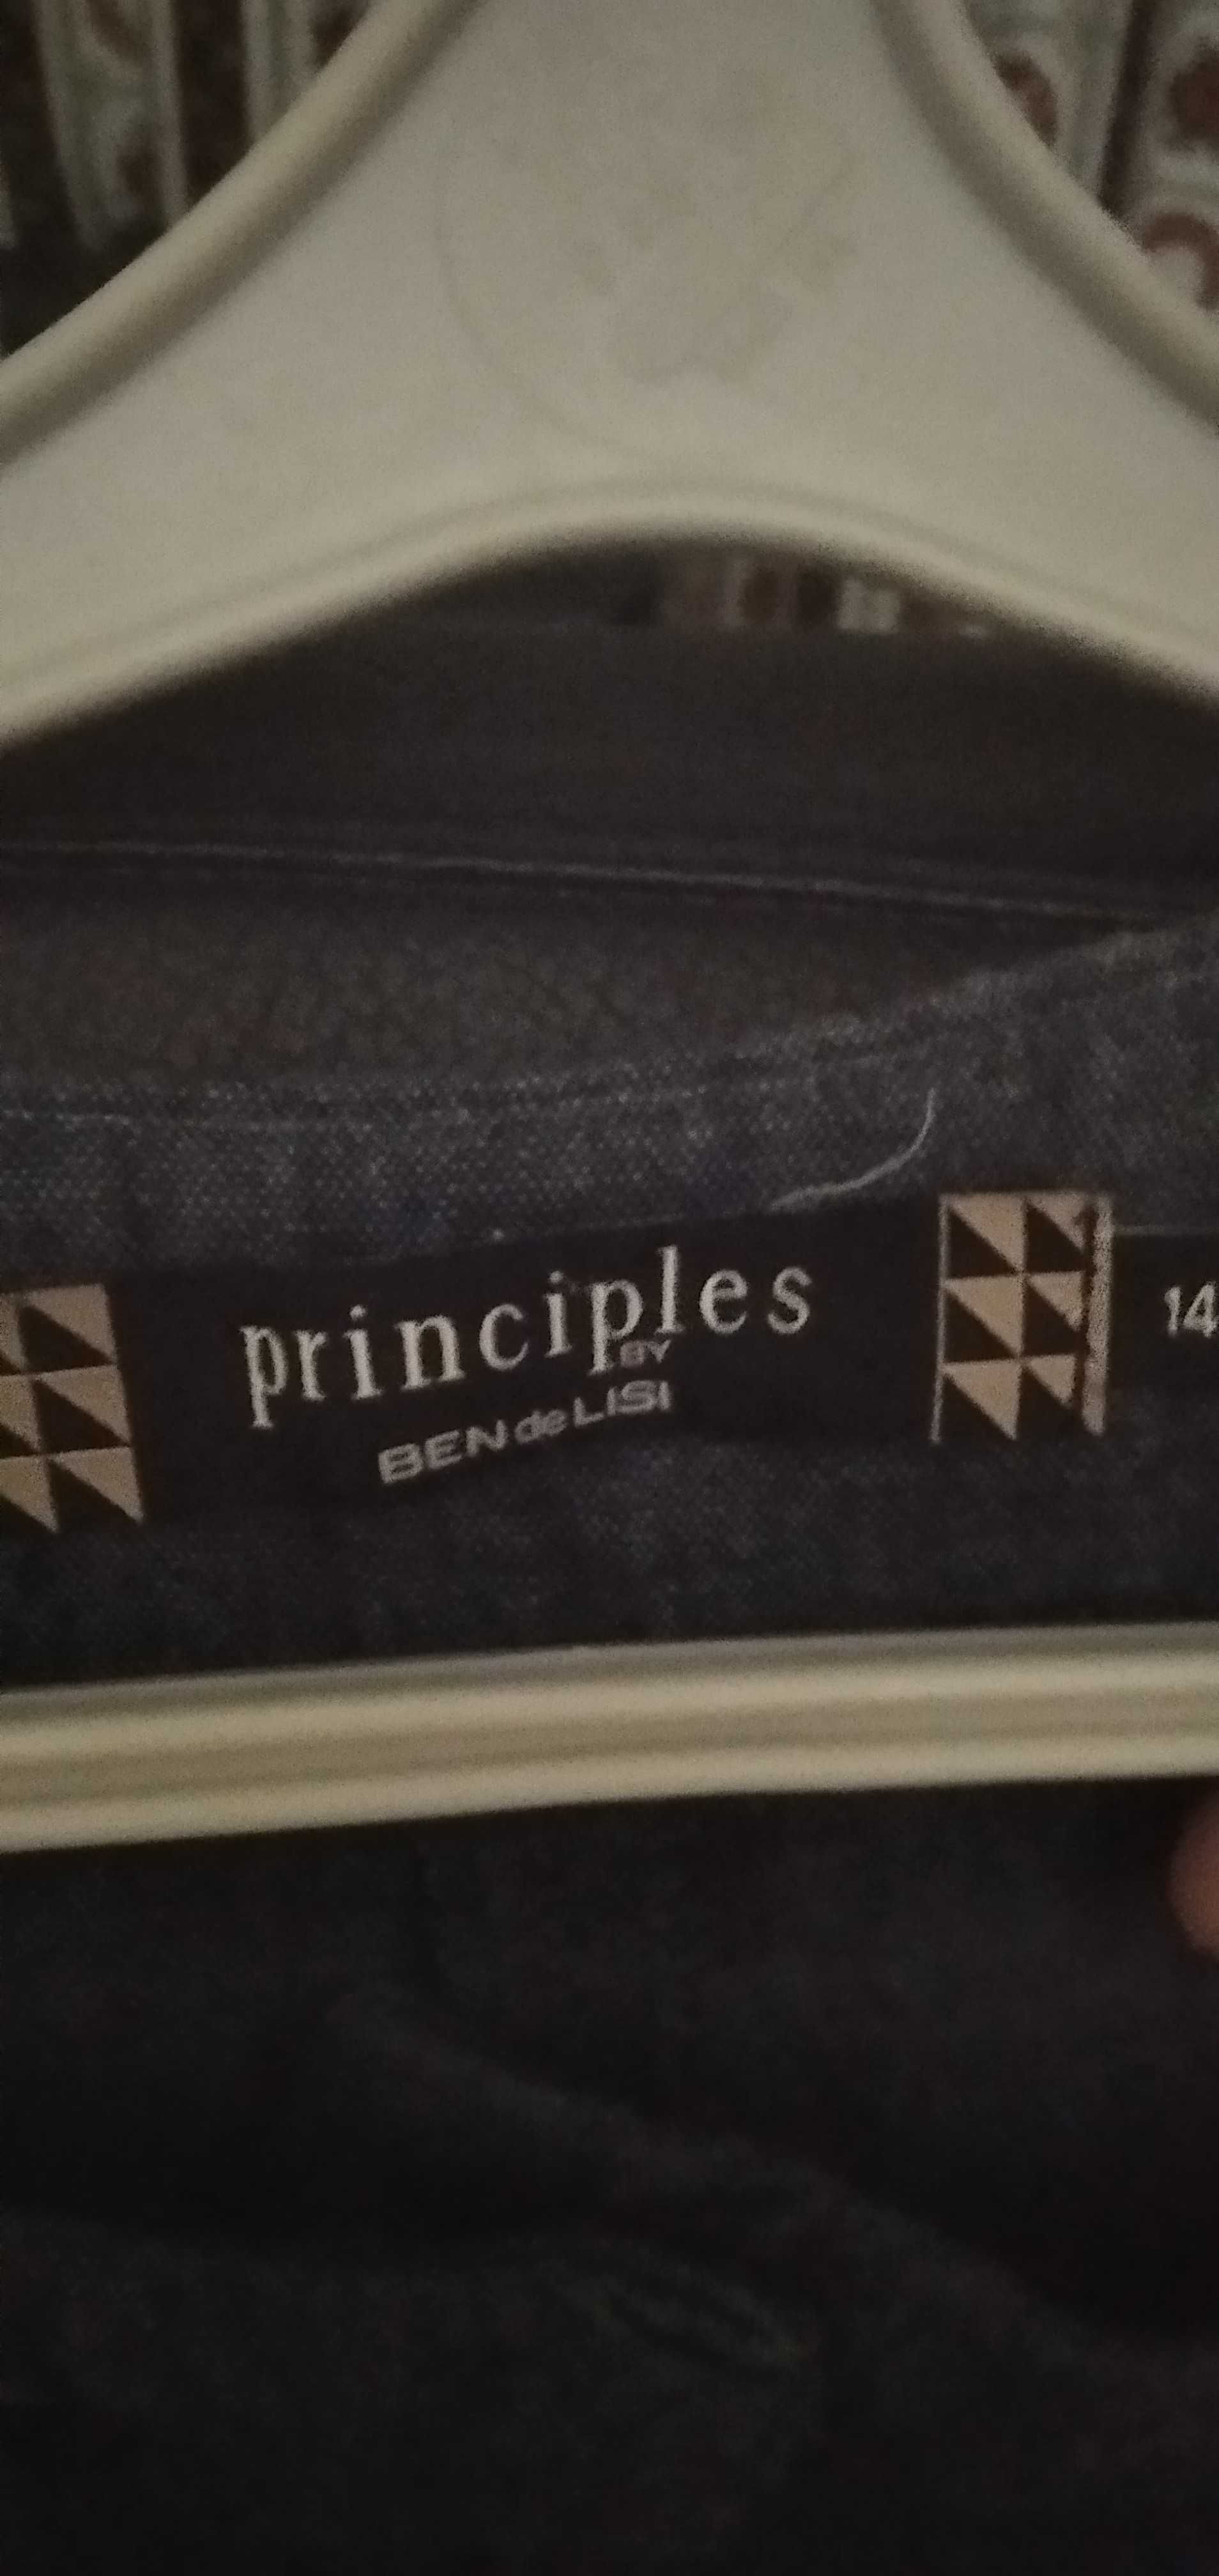 principles
BY
BEN de LISI
14